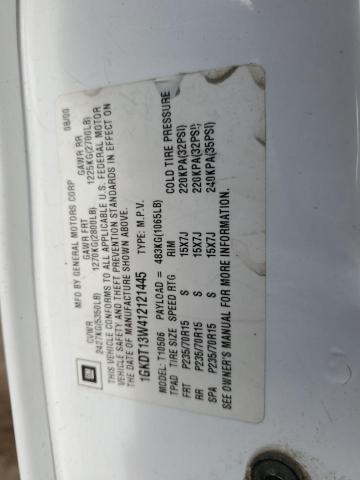 GM
MFD BY GENERAL MOTORS CORP 08/00
GVWR GAWR FRT GAWR RR
2427KG(5350LB) 1270KG(2800LB) 1225KG(2700LB)
THIS VEHICLE CONFORMS TO ALL APPLICABLE U.S. FEDERAL MOTOR
VEHICLE SAFETY AND THEFT PREVENTION STANDARDS IN EFFECT ON
THE DATE OF MANUFACTURE SHOWN ABOVE.
1GKDT13W412121445 TYPE: M.P.V.
MODEL: T10506 PAYLOAD = 483KG(1065LB)
TPAD TIRE SIZE SPEED RTG RIM COLD TIRE PRESSURE
FRT P235/70R15 S 15X7J 220KPA(32PSI)
RR P235/70R15 S 15X7J 220KPA(32PSI)
SPA P235/70R15 S 15X7J 240KPA(35PSI)
SEE OWNER'S MANUAL FOR MORE INFORMATION.